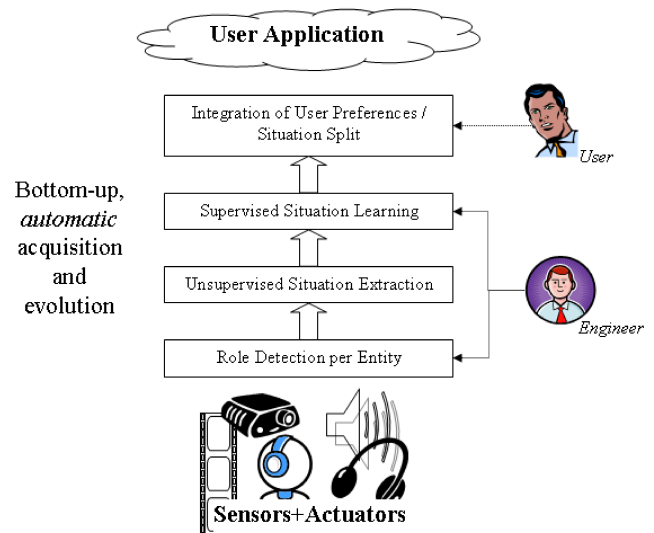 User Application
Integration of User Preferences /
Situation Split
User
Bottom-up,
automatic
acquisition
and
evolution
Supervised Situation Learning
Unsupervised Situation Extraction
Engineer
Role Detection per Entity
Sensors+Actuators